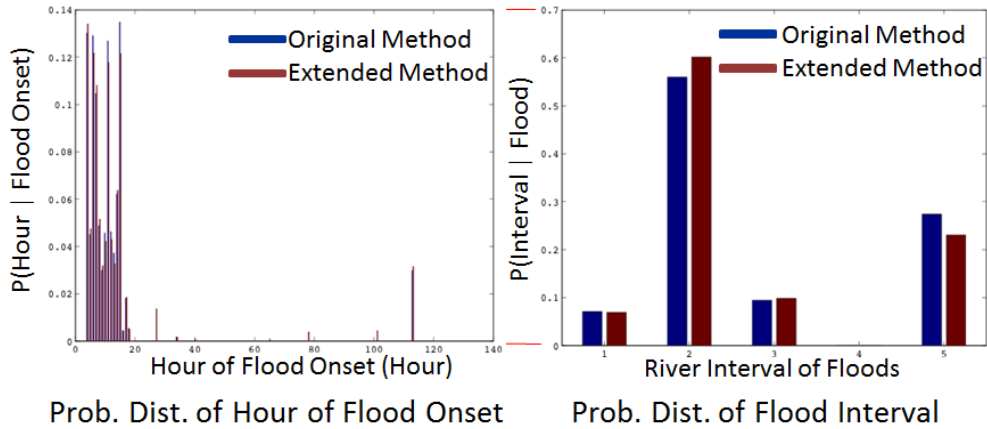 0.14
0.12
0.1
0.08
0.06
0.04
0.02
0
P(Hour | Flood Onset)
Original Method
Extended Method
0 20 40 60 80 100 120 140
Hour of Flood Onset (Hour)
Prob. Dist. of Hour of Flood Onset
0.7
0.6
0.5
0.4
0.3
0.2
0.1
0
P(Interval | Flood)
Original Method
Extended Method
1 2 3 4 5
River Interval of Floods
Prob. Dist. of Flood Interval